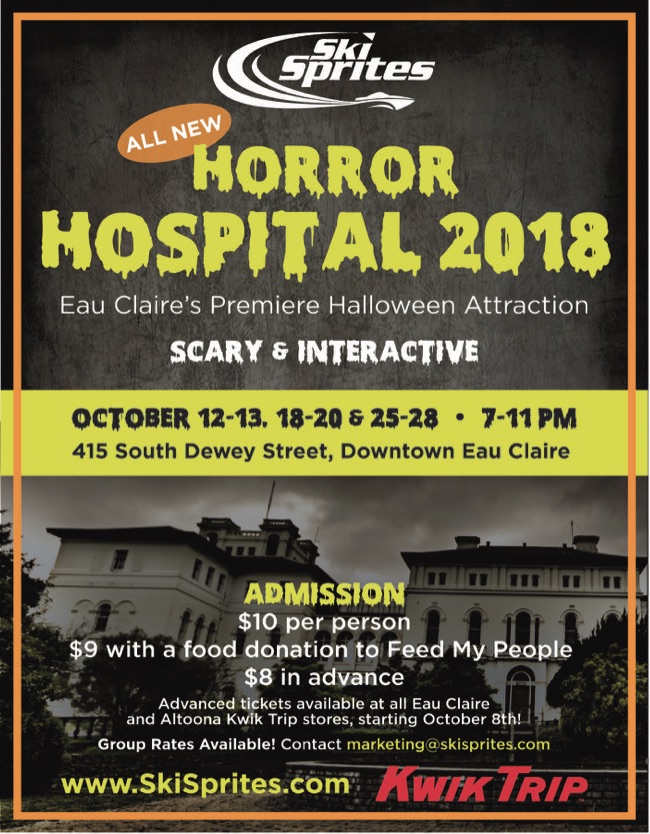 Ski
Sprites
ALL NEW
HORROR
HOSPITAL 2018
Eau Claire's Premiere Halloween Attraction
SCARY & INTERACTIVE
OCTOBER 12-13. 18-20 & 25-28 • 7-11 PM
415 South Dewey Street, Downtown Eau Claire
ADMISSION
$10 per person
$9 with a food donation to Feed My People
$8 in advance
Advanced tickets available at all Eau Claire
and Altoona Kwik Trip stores, starting October 8th!
Group Rates Available! Contact marketing@skisprites.com
www.SkiSprites.com KWIK TRIP